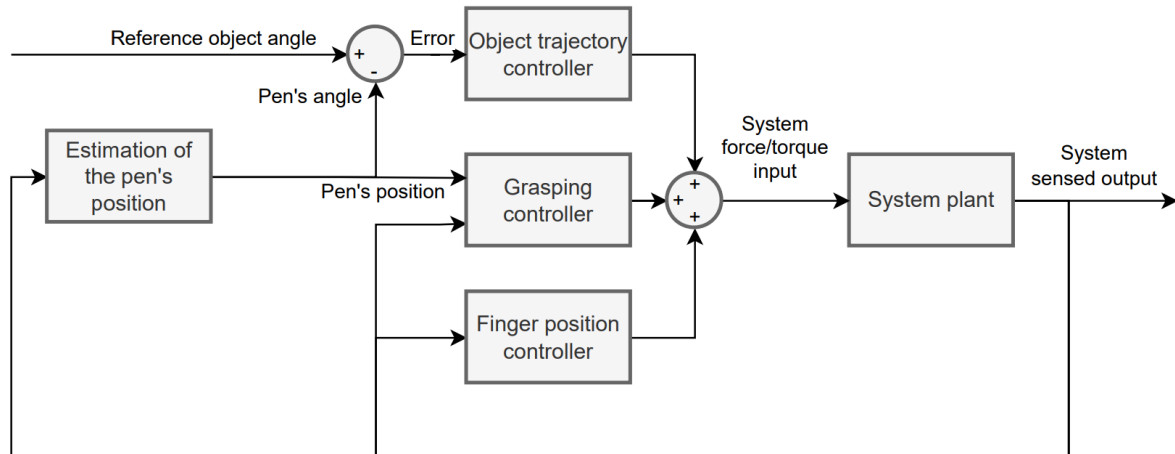 Reference object angle
+
-
Error
Object trajectory
controller
Pen's angle
Estimation of
the pen's
position
Pen's position
Grasping
controller
+
+
+
System
force/torque
input
System plant
System
sensed output
Finger position
controller